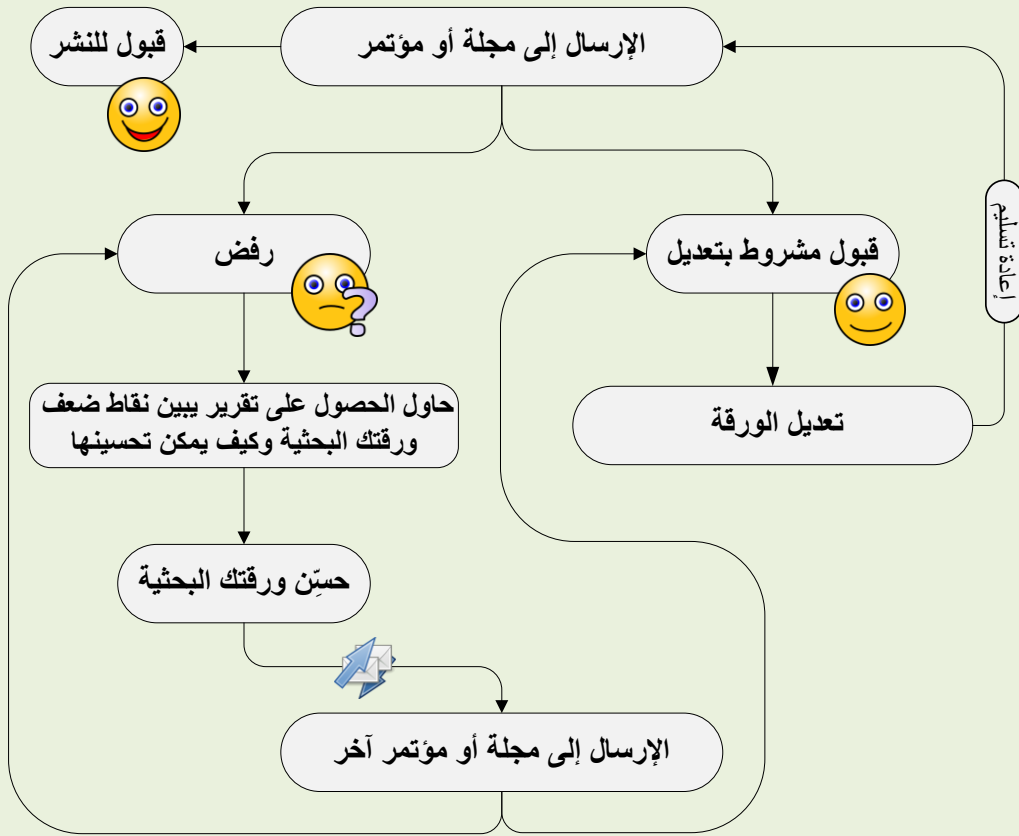 الإرسال إلى مجلة أو مؤتمر
قبول للنشر
إعادة تسليم
قبول مشروط بتعديل
رفض
تعديل الورقة
حاول الحصول على تقرير يبين نقاط ضعف
ورقتك البحثية وكيف يمكن تحسينها
حسِّن ورقتك البحثية
الإرسال إلى مجلة أو مؤتمر آخر